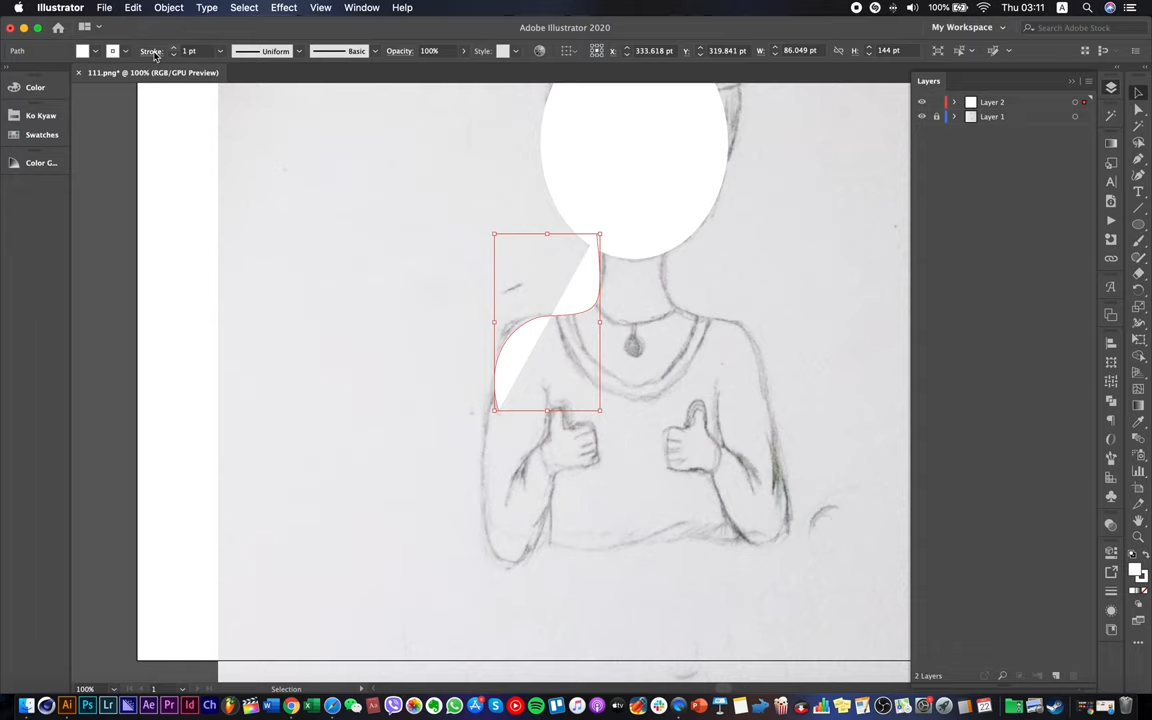 Illustrator File Edit Object Type Select Effect View Window Help 100% A Thu 03:11
Adobe Illustrator 2020 My Workspace Search Adobe Stock
Path Stroke: 1 pt Uniform Basic Opacity: 100% Style: X: 333.618 pt Y: 319.841 pt W: 86.049 pt H: 144 pt
× 111.png* @ 100% (RGB/GPU Preview)
Layers
Color
Layer 2
Layer 1
Ko Kyaw
Swatches
Color G...
100% 1 Selection
2 Layers